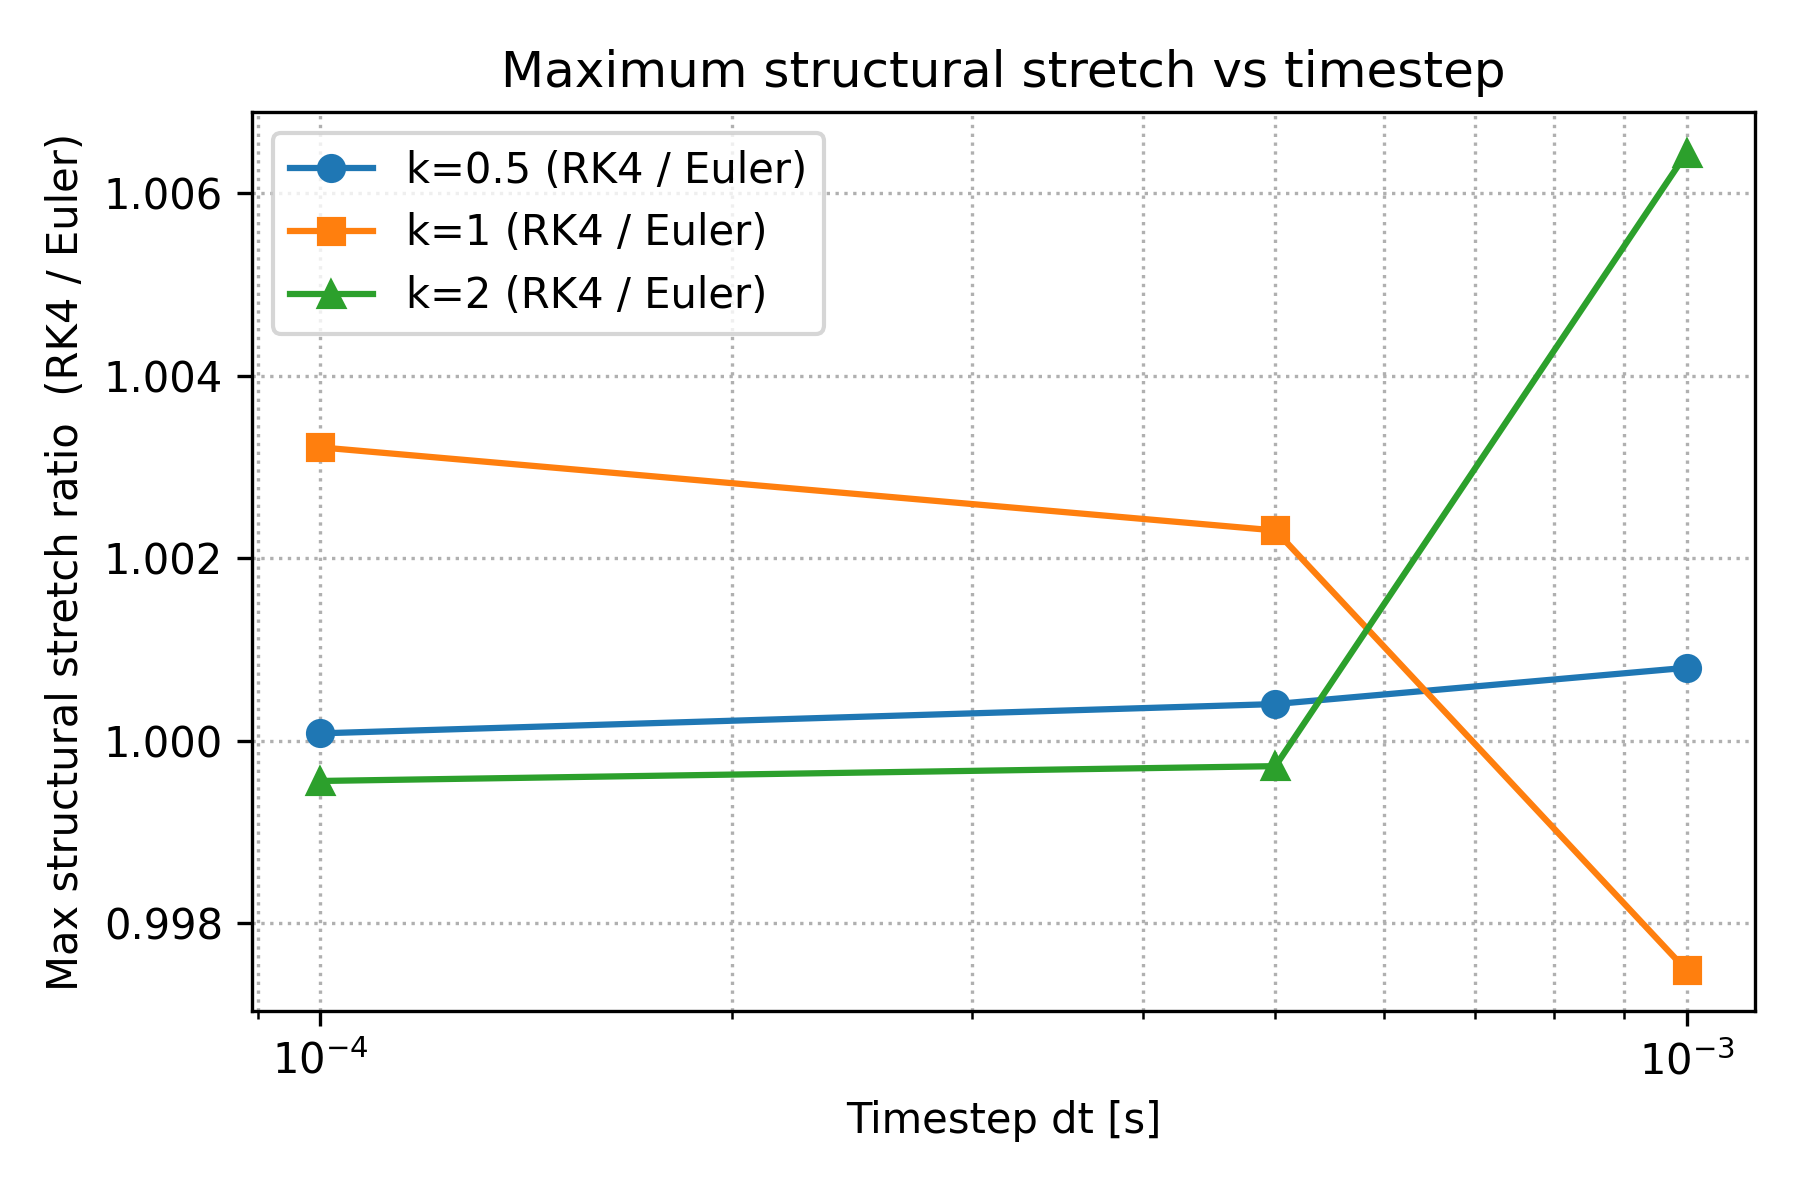 Maximum structural stretch vs timestep
k=0.5 (RK4 / Euler)
k=1 (RK4 / Euler)
k=2 (RK4 / Euler)
Max structural stretch ratio  (RK4 / Euler)
1.006
1.004
1.002
1.000
0.998
10⁻⁴
10⁻³
Timestep dt [s]